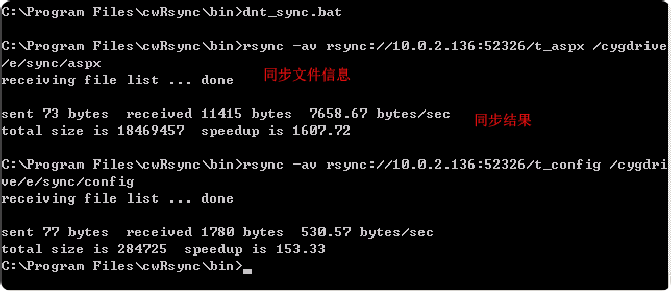 C:\Program Files\cwRsync\bin>dnt_sync.bat
C:\Program Files\cwRsync\bin>rsync -av rsync://10.0.2.136:52326/t_aspx /cygdriv
e/e/sync/aspx
receiving file list ... done
同步文件信息
sent 73 bytes  received 11415 bytes  7658.67 bytes/sec
同步结果
total size is 18469457  speedup is 1607.72
C:\Program Files\cwRsync\bin>rsync -av rsync://10.0.2.136:52326/t_config /cygdri
ve/e/sync/config
receiving file list ... done
sent 77 bytes  received 1780 bytes  530.57 bytes/sec
total size is 284725  speedup is 153.33
C:\Program Files\cwRsync\bin>_